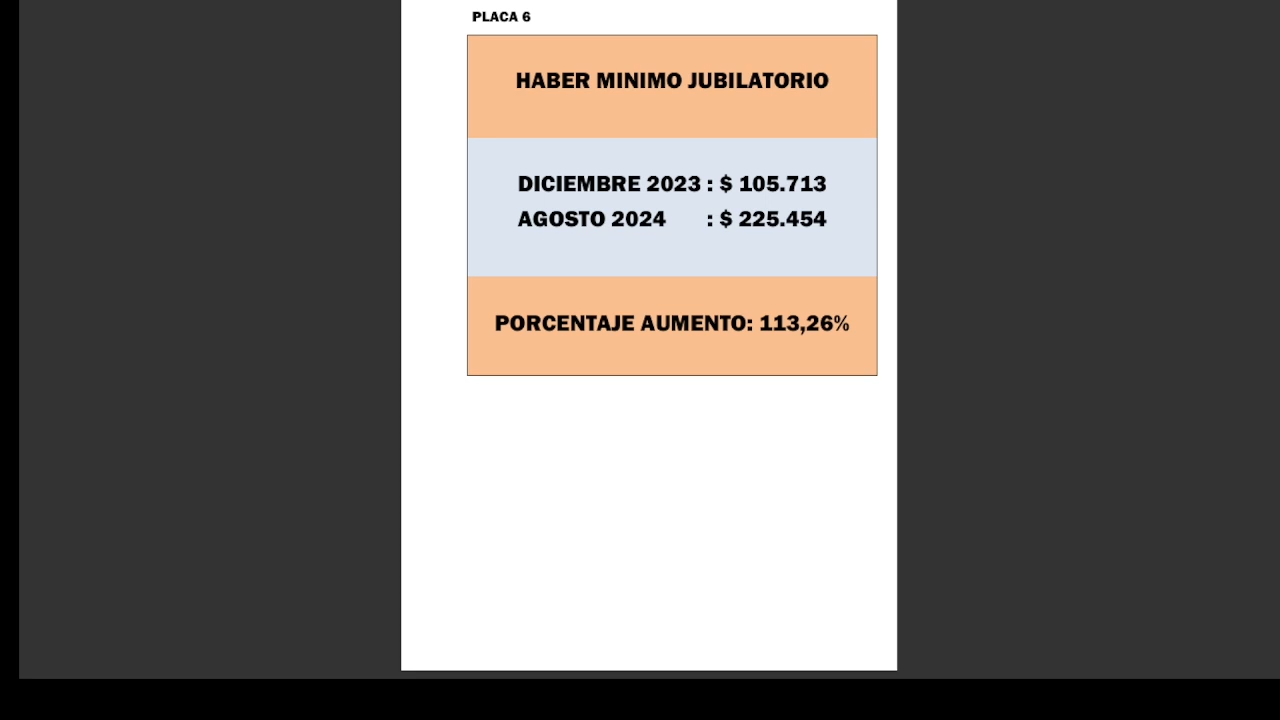 PLACA 6
HABER MINIMO JUBILATORIO
DICIEMBRE 2023 : $ 105.713
AGOSTO 2024 : $ 225.454
PORCENTAJE AUMENTO: 113,26%